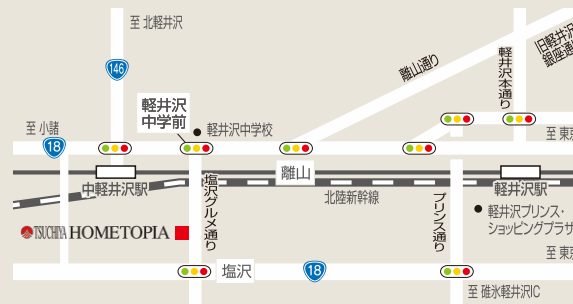 至 北軽井沢
146
離山通り
軽井沢本通り
旧軽井沢
銀座通
軽井沢
中学前
軽井沢中学校
至 小諸
18
至 東京
離山
中軽井沢駅
軽井沢駅
北陸新幹線
塩沢グルメ通り
プリンス通り
軽井沢プリンス・
ショッピングプラザ
TSUCHIYA HOMETOPIA
至 東京
塩沢
18
至 碓氷軽井沢IC